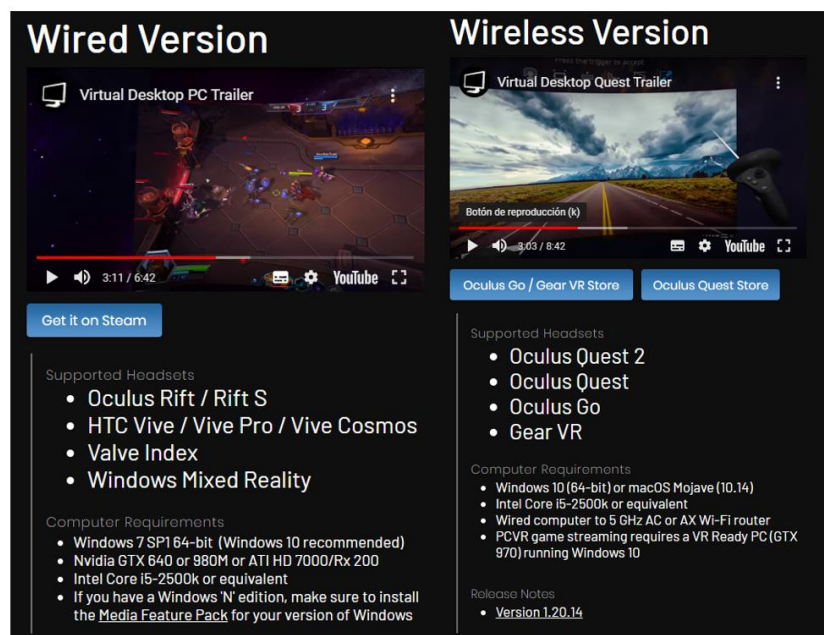 Wired Version
Virtual Desktop PC Trailer
3 3
3:11 / 6:42
YouTube
Get it on Steam
Supported Headsets
• Oculus Rift / Rift S
• HTC Vive / Vive Pro / Vive Cosmos
• Valve Index
• Windows Mixed Reality
Computer Requirements
• Windows 7 SP1 64-bit (Windows 10 recommended)
• Nvidia GTX 640 or 980M or ATI HD 7000/Rx 200
• Intel Core i5-2500k or equivalent
• If you have a Windows 'N' edition, make sure to install
the Media Feature Pack for your version of Windows
Wireless Version
Press the trigger to accept
Virtual Desktop Quest Trailer
Botón de reproducción (k)
3:03 / 8:42
YouTube
Oculus Go / Gear VR Store
Oculus Quest Store
Supported Headsets
• Oculus Quest 2
• Oculus Quest
• Oculus Go
• Gear VR
Computer Requirements
• Windows 10 (64-bit) or macOS Mojave (10.14)
• Intel Core i5-2500k or equivalent
• Wired computer to 5 GHz AC or AX Wi-Fi router
• PCVR game streaming requires a VR Ready PC (GTX
970) running Windows 10
Release Notes
• Version 1.20.14